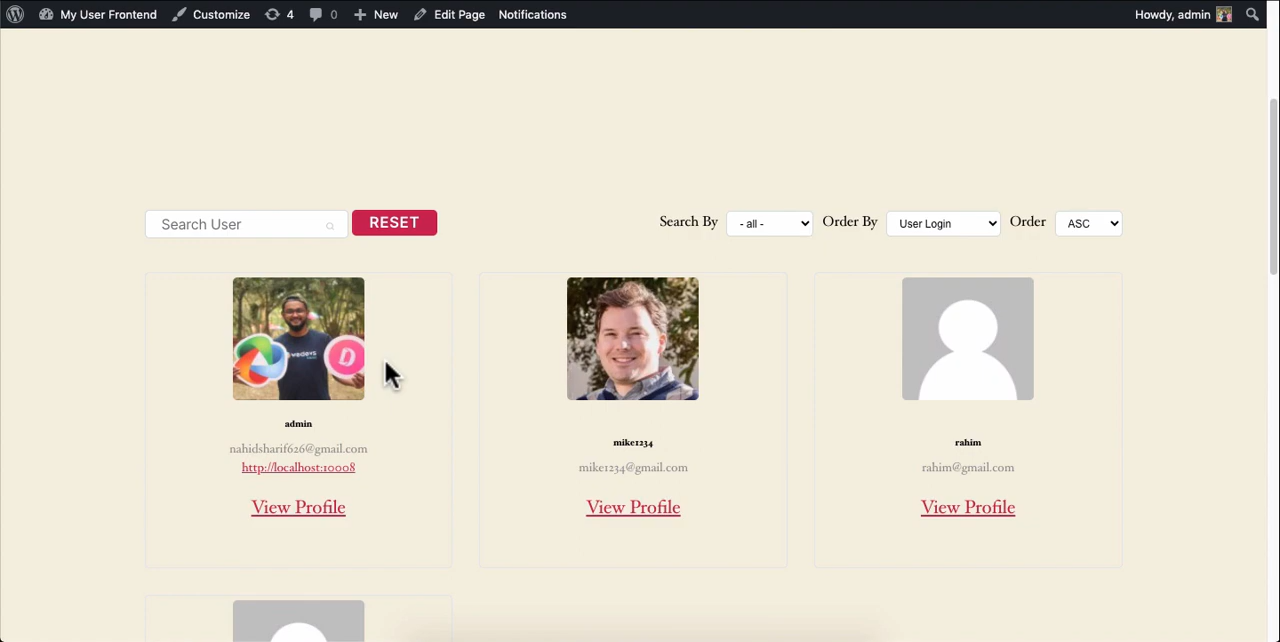 My User Frontend Customize 4 0 New Edit Page Notifications Howdy, admin
Search User RESET Search By - all - Order By User Login Order ASC
D
admin
nahidsharif626@gmail.com
http://localhost:10008
View Profile
mike1234
mike1234@gmail.com
View Profile
rahim
rahim@gmail.com
View Profile